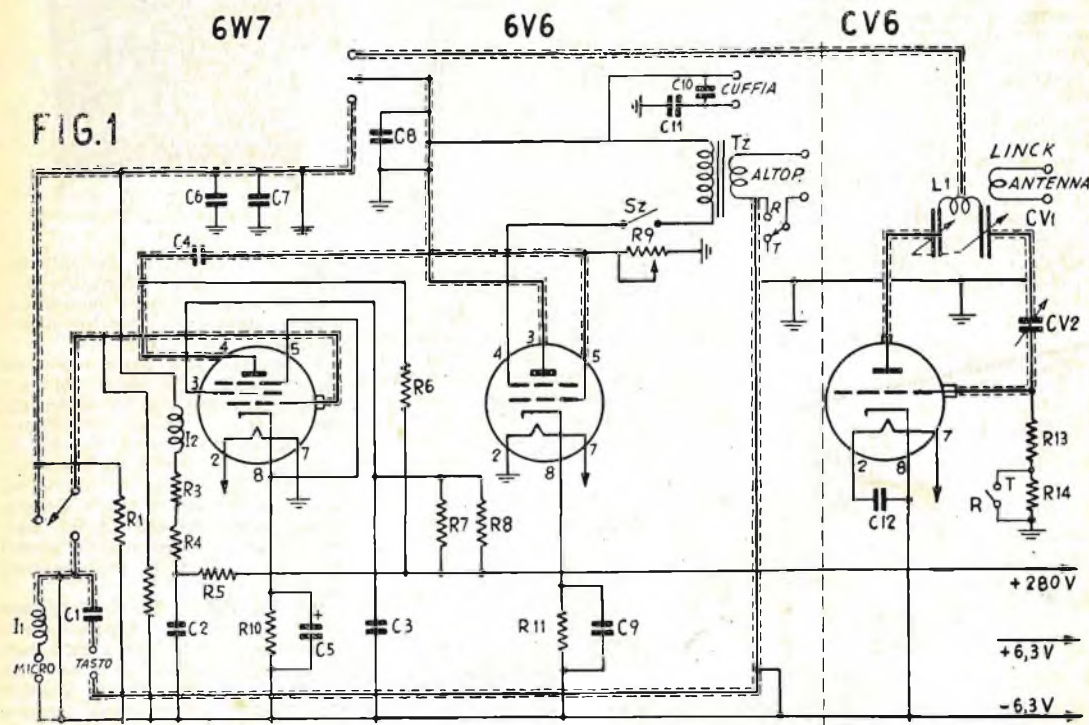 6W7 6V6 CV6
FIG.1
C10 CUFFIA
C11
C8
Tz
ALTOP.
LINCK
ANTENNA
L1
CV1
C6 C7
Sz
R
T
C4
R9
CV2
4 5
3
4 3 5
R6
I2
2 7
8
2 7
8
2 7
8
R13
R3
R1
R4
R7 R8
C12
T
R
R14
R5
+280V
I1
C1
C2
R10
+
C5
C3
R11
C9
MICRO
TASTO
+6,3V
-6,3V